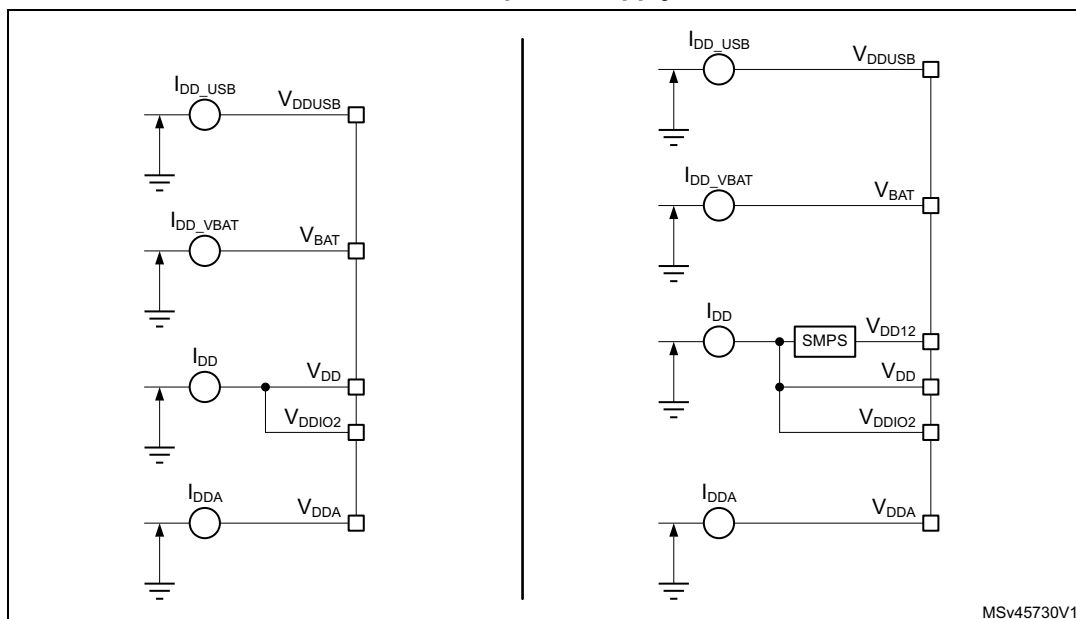 IDD_USB
VDDUSB
IDD_VBAT
VBAT
IDD
VDD
VDDIO2
IDDA
VDDA
IDD_USB
VDDUSB
IDD_VBAT
VBAT
IDD
SMPS
VDD12
VDD
VDDIO2
IDDA
VDDA
MSv45730V1